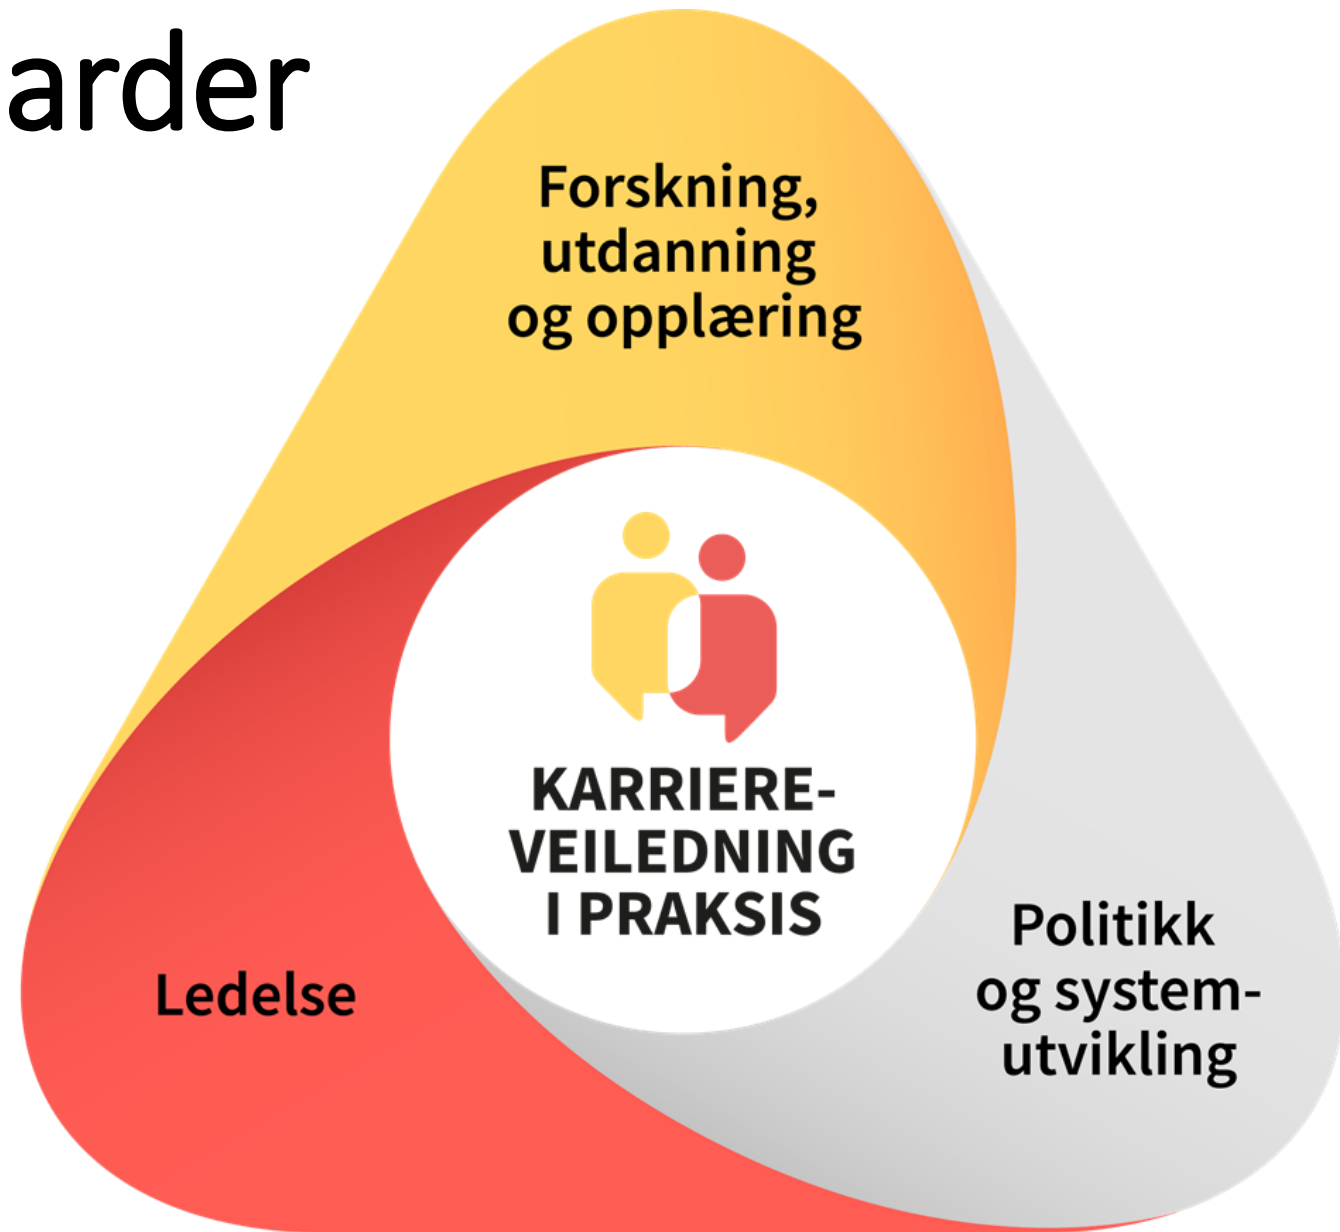 arder
Forskning,
utdanning
og opplæring
KARRIERE-
VEILEDNING
I PRAKSIS
Ledelse
Politikk
og system-
utvikling